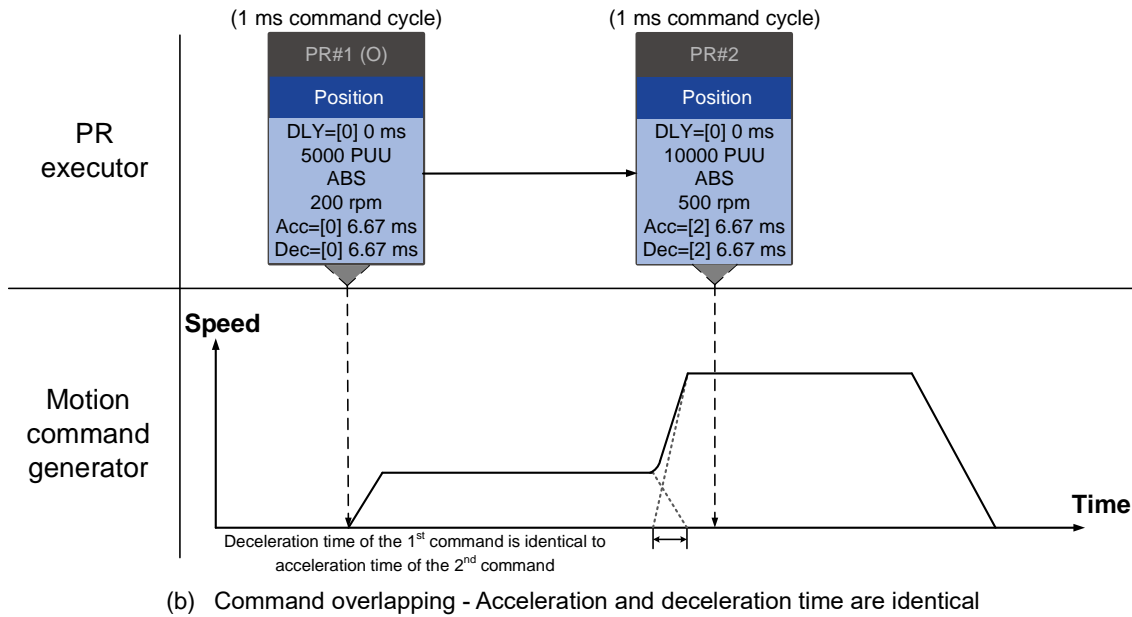 (1 ms command cycle)
(1 ms command cycle)
PR#1 (O)
PR#2
Position
Position
PR
executor
DLY=[0] 0 ms
5000 PUU
ABS
200 rpm
Acc=[0] 6.67 ms
Dec=[0] 6.67 ms
DLY=[0] 0 ms
10000 PUU
ABS
500 rpm
Acc=[2] 6.67 ms
Dec=[2] 6.67 ms
Speed
Motion
command
generator
Time
Deceleration time of the 1st command is identical to
acceleration time of the 2nd command
(b) Command overlapping - Acceleration and deceleration time are identical